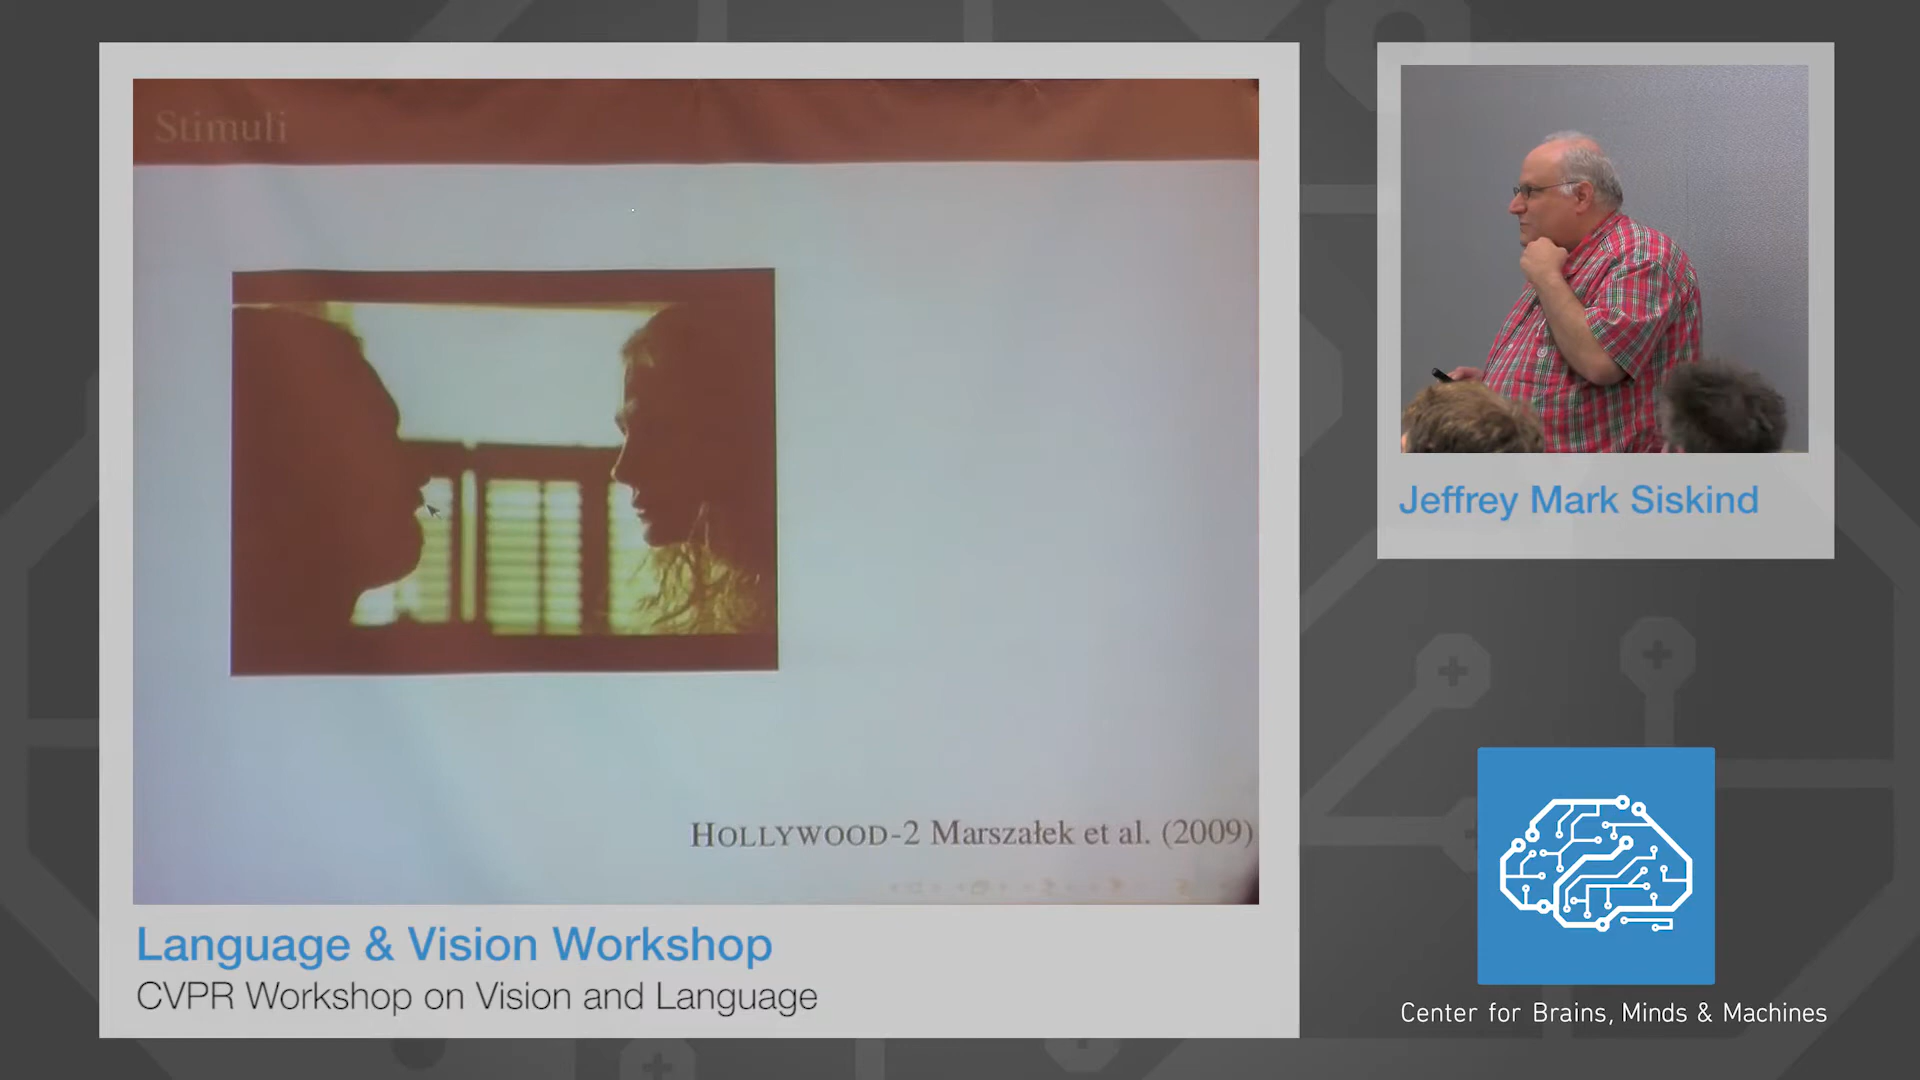 Stimuli
HOLLYWOOD-2 Marszałek et al. (2009)
Language & Vision Workshop
CVPR Workshop on Vision and Language
Jeffrey Mark Siskind
Center for Brains, Minds & Machines